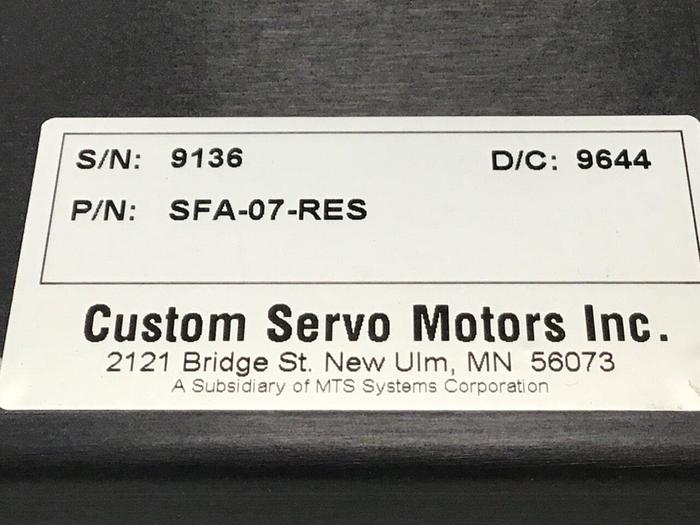 S/N: 9136 D/C: 9644
P/N: SFA-07-RES
Custom Servo Motors Inc.
2121 Bridge St. New Ulm, MN 56073
A Subsidiary of MTS Systems Corporation